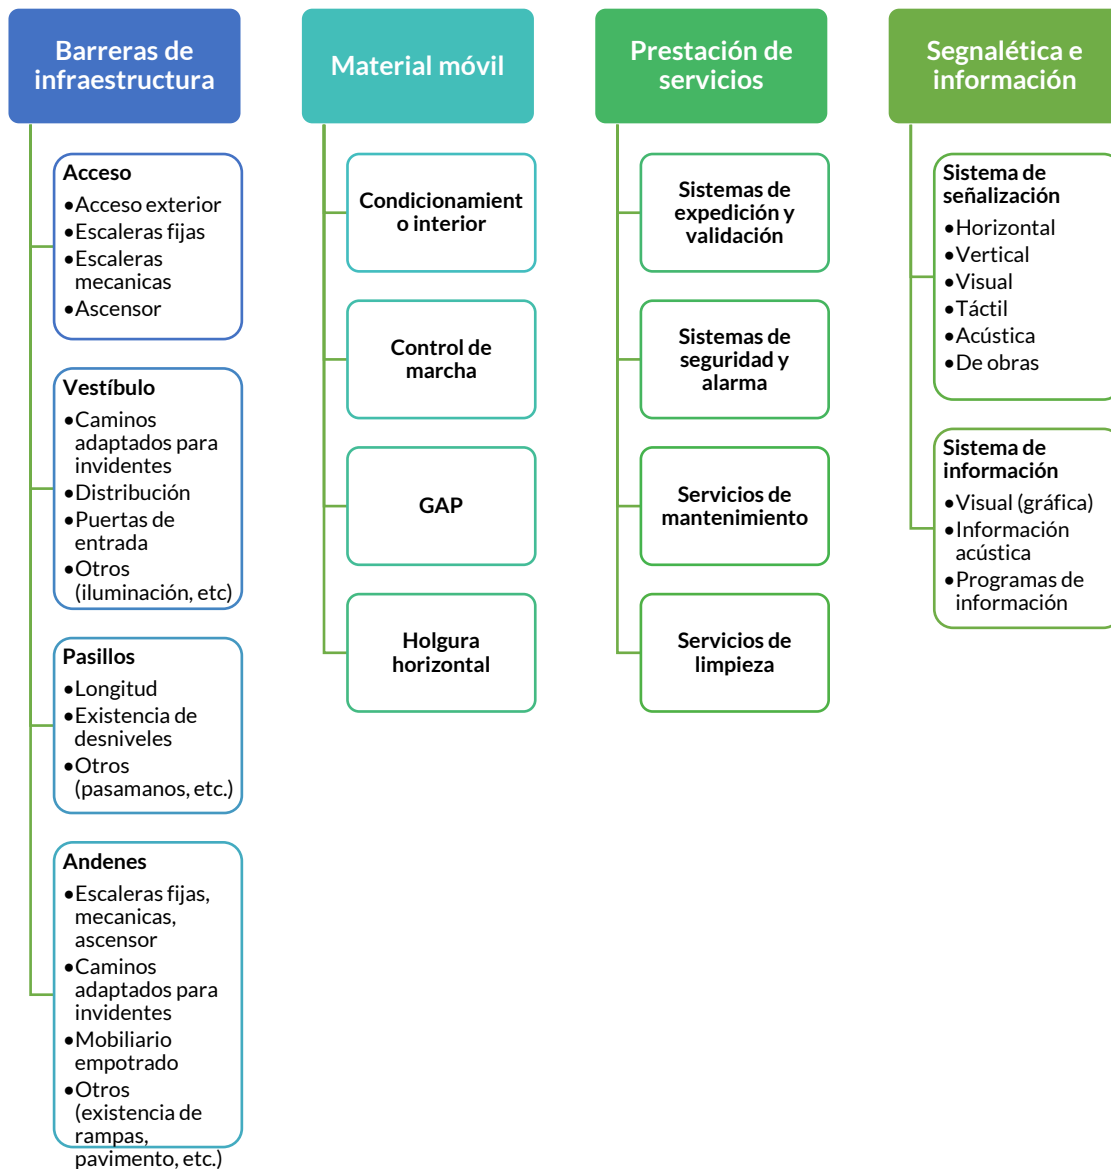 Barreras de
infraestructura
Acceso
•Acceso exterior
•Escaleras fijas
•Escaleras
mecanicas
•Ascensor
Vestíbulo
•Caminos
adaptados para
invidentes
•Distribución
•Puertas de
entrada
•Otros
(iluminación, etc)
Pasillos
•Longitud
•Existencia de
desniveles
•Otros
(pasamanos, etc.)
Andenes
•Escaleras fijas,
mecanicas,
ascensor
•Caminos
adaptados para
invidentes
•Mobiliario
empotrado
•Otros
(existencia de
rampas,
pavimento, etc.)
Material móvil
Condicionamient
o interior
Control de
marcha
GAP
Holgura
horizontal
Prestación de
servicios
Sistemas de
expedición y
validación
Sistemas de
seguridad y
alarma
Servicios de
mantenimiento
Servicios de
limpieza
Segnalética e
información
Sistema de
señalización
•Horizontal
•Vertical
•Visual
•Táctil
•Acústica
•De obras
Sistema de
información
•Visual (gráfica)
•Información
acústica
•Programas de
información